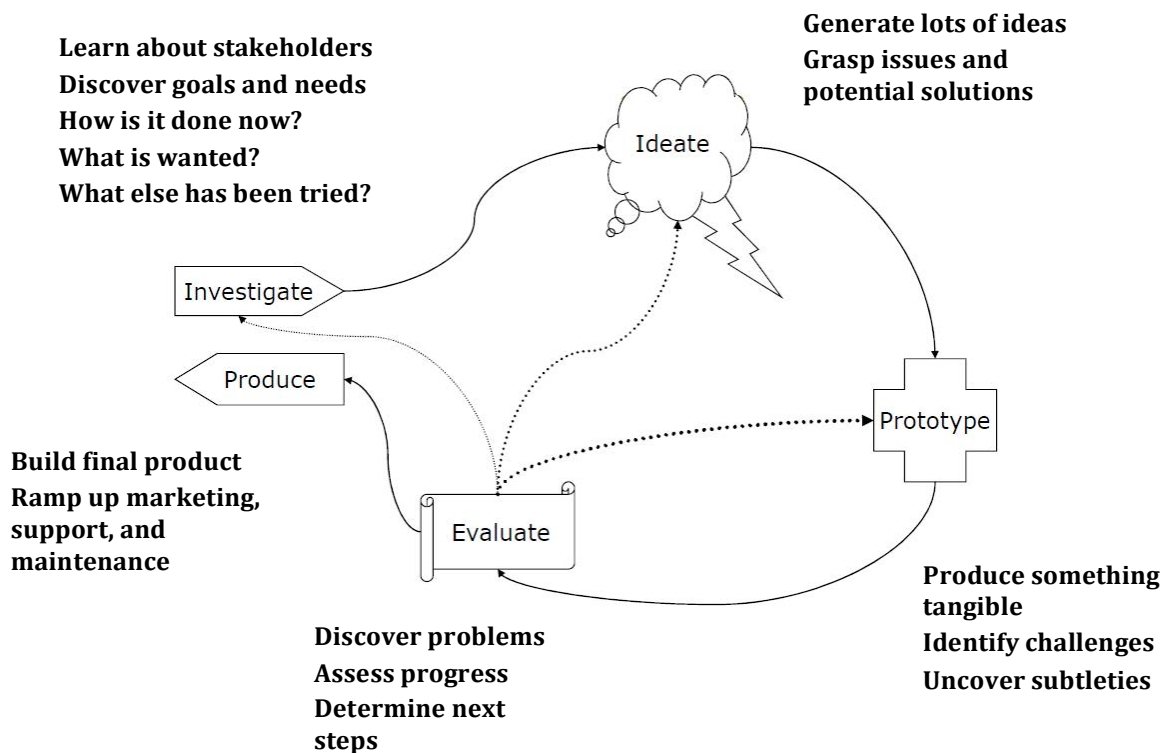 Learn about stakeholders
Discover goals and needs
How is it done now?
What is wanted?
What else has been tried?
Generate lots of ideas
Grasp issues and
potential solutions
Ideate
Investigate
Produce
Prototype
Build final product
Ramp up marketing,
support, and
maintenance
Evaluate
Produce something
tangible
Identify challenges
Uncover subtleties
Discover problems
Assess progress
Determine next
steps